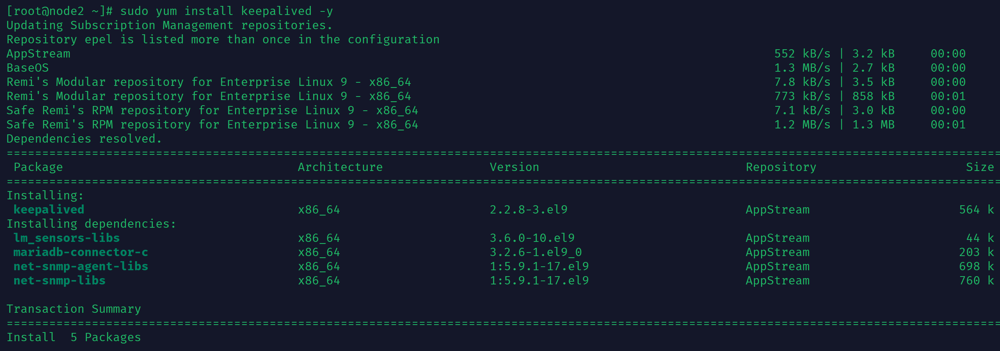 [root@node2 ~]# sudo yum install keepalived -y
Updating Subscription Management repositories.
Repository epel is listed more than once in the configuration
AppStream 552 kB/s | 3.2 kB 00:00
BaseOS 1.3 MB/s | 2.7 kB 00:00
Remi's Modular repository for Enterprise Linux 9 - x86_64 7.8 kB/s | 3.5 kB 00:00
Remi's Modular repository for Enterprise Linux 9 - x86_64 773 kB/s | 858 kB 00:01
Safe Remi's RPM repository for Enterprise Linux 9 - x86_64 7.1 kB/s | 3.0 kB 00:00
Safe Remi's RPM repository for Enterprise Linux 9 - x86_64 1.2 MB/s | 1.3 MB 00:01
Dependencies resolved.
================================================================================
Package Architecture Version Repository Size
================================================================================
Installing:
keepalived x86_64 2.2.8-3.el9 AppStream 564 k
Installing dependencies:
lm_sensors-libs x86_64 3.6.0-10.el9 AppStream 44 k
mariadb-connector-c x86_64 3.2.6-1.el9_0 AppStream 203 k
net-snmp-agent-libs x86_64 1:5.9.1-17.el9 AppStream 698 k
net-snmp-libs x86_64 1:5.9.1-17.el9 AppStream 760 k
Transaction Summary
================================================================================
Install 5 Packages